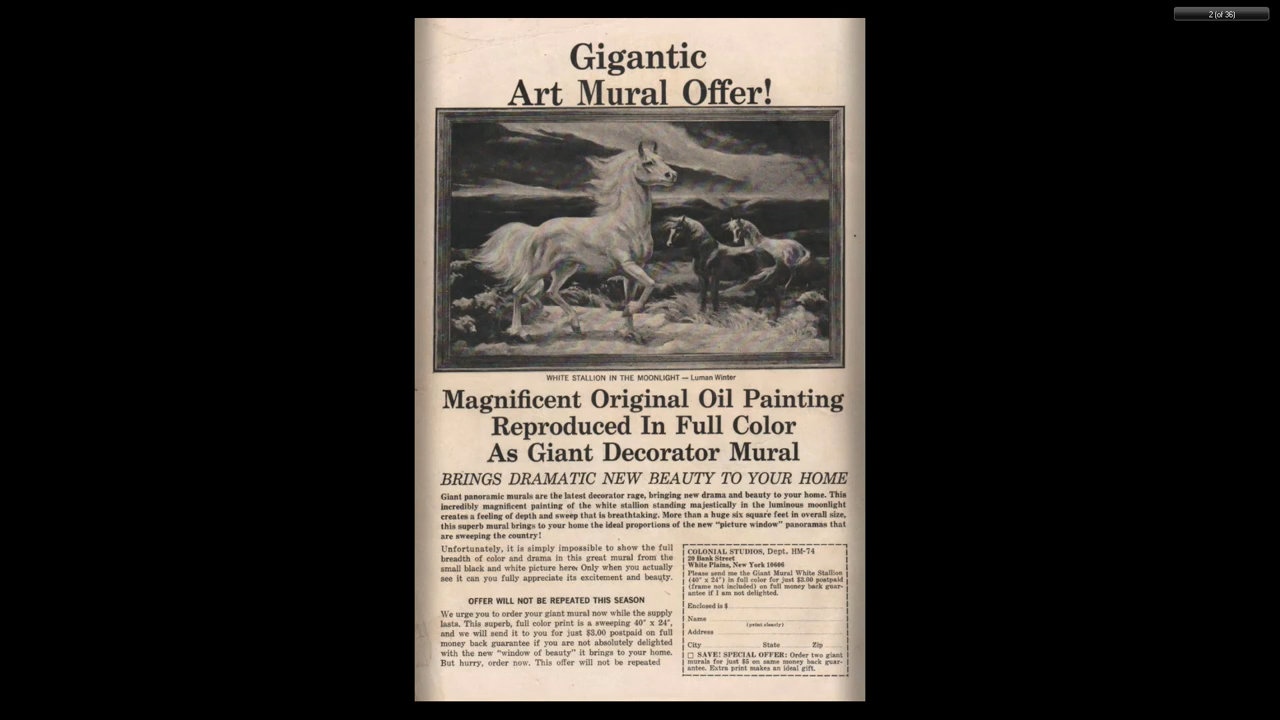 2 (of 36)
Gigantic
Art Mural Offer!
WHITE STALLION IN THE MOONLIGHT — Luman Winter
Magnificent Original Oil Painting
Reproduced In Full Color
As Giant Decorator Mural
BRINGS DRAMATIC NEW BEAUTY TO YOUR HOME
Giant panoramic murals are the latest decorator rage, bringing new drama and beauty to your home. This
incredibly magnificent painting of the white stallion standing majestically in the luminous moonlight
creates a feeling of depth and sweep that is breathtaking. More than a huge six square feet in overall size,
this superb mural brings to your home the ideal proportions of the new "picture window" panoramas that
are sweeping the country!
Unfortunately, it is simply impossible to show the full
breadth of color and drama in this great mural from the
small black and white picture here. Only when you actually
see it can you fully appreciate its excitement and beauty.
OFFER WILL NOT BE REPEATED THIS SEASON
We urge you to order your giant mural now while the supply
lasts. This superb, full color print is a sweeping 40" x 24",
and we will send it to you for just $3.00 postpaid on full
money back guarantee if you are not absolutely delighted
with the new "window of beauty" it brings to your home.
But hurry, order now. This offer will not be repeated
COLONIAL STUDIOS, Dept. HM-74
20 Bank Street
White Plains, New York 10606
Please send me the Giant Mural White Stallion
(40" x 24") in full color for just $3.00 postpaid
(frame not included) on full money back guar-
antee if I am not delighted.
Enclosed is $
Name
(print clearly)
Address
City State Zip
□ SAVE! SPECIAL OFFER: Order two giant
murals for just $5 on same money back guar-
antee. Extra print makes an ideal gift.